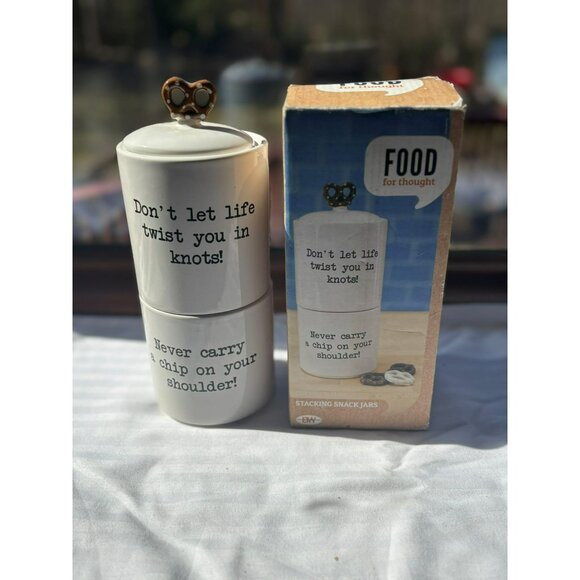 Don't let life
twist you in
knots!
Never carry
a chip on your
shoulder!
FOOD
for thought
FOOD
for thought
Don't let life
twist you in
knots!
Never carry
a chip on your
shoulder!
STACKING SNACK JARS